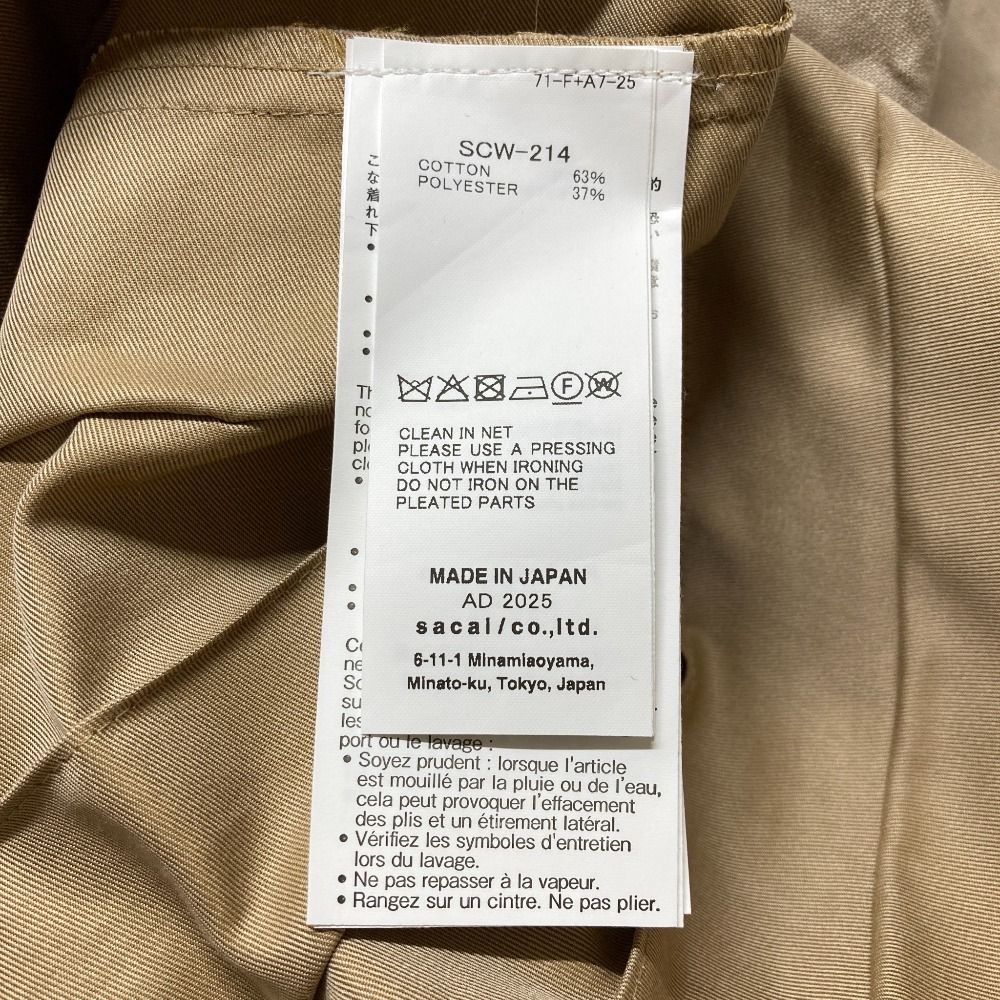 71-F+A7-25
SCW-214
COTTON 63%
POLYESTER 37%
CLEAN IN NET
PLEASE USE A PRESSING
CLOTH WHEN IRONING
DO NOT IRON ON THE
PLEATED PARTS
MADE IN JAPAN
AD 2025
sacai/co.,ltd.
6-11-1 Minamiaoyama,
Minato-ku, Tokyo, Japan
port ou le lavage :
• Soyez prudent : lorsque l'article
est mouillé par la pluie ou de l'eau,
cela peut provoquer l'effacement
des plis et un étirement latéral.
• Vérifiez les symboles d'entretien
lors du lavage.
• Ne pas repasser à la vapeur.
• Rangez sur un cintre. Ne pas plier.